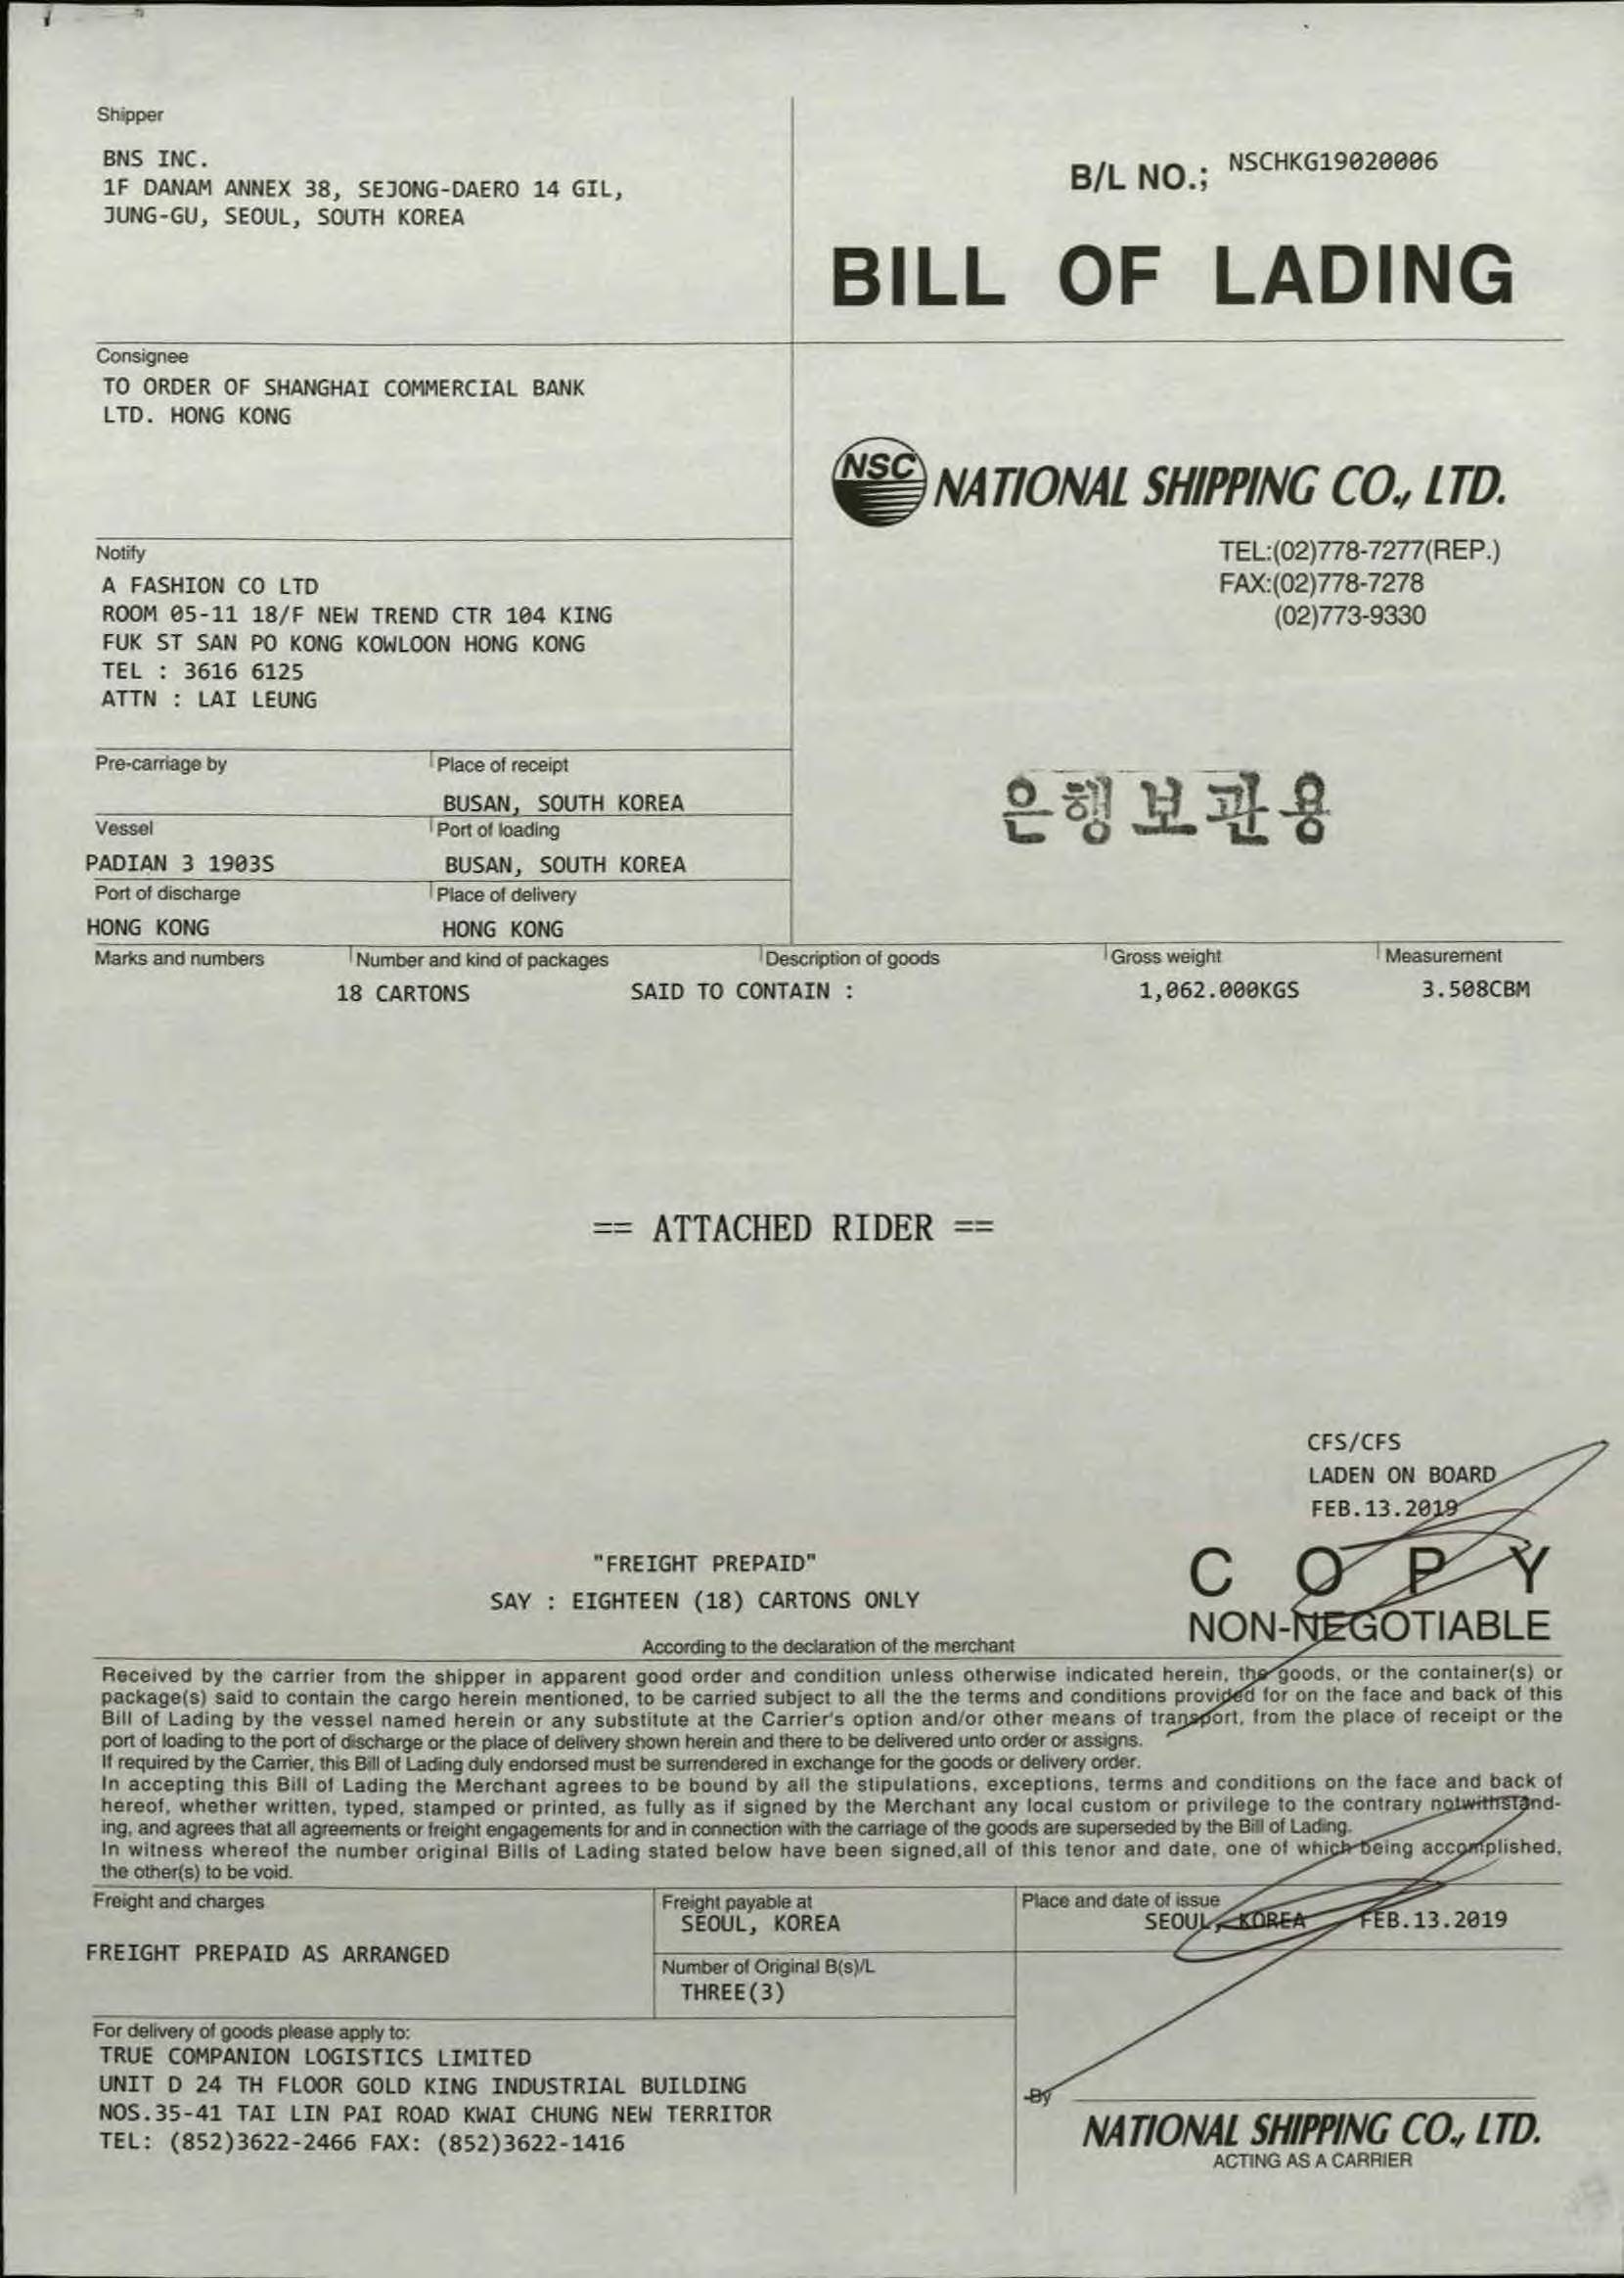 Shipper
BNS INC.
1F DANAM ANNEX 38, SEJONG-DAERO 14 GIL,
JUNG-GU, SEOUL, SOUTH KOREA
B/L NO.; NSCHKG19020006
BILL OF LADING
Consignee
TO ORDER OF SHANGHAI COMMERCIAL BANK
LTD. HONG KONG
NSC NATIONAL SHIPPING CO., LTD.
TEL:(02)778-7277(REP.)
FAX:(02)778-7278
(02)773-9330
Notify
A FASHION CO LTD
ROOM 05-11 18/F NEW TREND CTR 104 KING
FUK ST SAN PO KONG KOWLOON HONG KONG
TEL : 3616 6125
ATTN : LAI LEUNG
은행보관용
Pre-carriage by Place of receipt
BUSAN, SOUTH KOREA
Vessel Port of loading
PADIAN 3 1903S BUSAN, SOUTH KOREA
Port of discharge Place of delivery
HONG KONG HONG KONG
Marks and numbers Number and kind of packages Description of goods Gross weight Measurement
18 CARTONS SAID TO CONTAIN : 1,062.000KGS 3.508CBM
== ATTACHED RIDER ==
CFS/CFS
LADEN ON BOARD
FEB.13.2019
"FREIGHT PREPAID"
SAY : EIGHTEEN (18) CARTONS ONLY
COPY
NON-NEGOTIABLE
According to the declaration of the merchant
Received by the carrier from the shipper in apparent good order and condition unless otherwise indicated herein, the goods, or the container(s) or
package(s) said to contain the cargo herein mentioned, to be carried subject to all the the terms and conditions provided for on the face and back of this
Bill of Lading by the vessel named herein or any substitute at the Carrier's option and/or other means of transport, from the place of receipt or the
port of loading to the port of discharge or the place of delivery shown herein and there to be delivered unto order or assigns.
If required by the Carrier, this Bill of Lading duly endorsed must be surrendered in exchange for the goods or delivery order.
In accepting this Bill of Lading the Merchant agrees to be bound by all the stipulations, exceptions, terms and conditions on the face and back of
hereof, whether written, typed, stamped or printed, as fully as if signed by the Merchant any local custom or privilege to the contrary notwithstand-
ing, and agrees that all agreements or freight engagements for and in connection with the carriage of the goods are superseded by the Bill of Lading.
In witness whereof the number original Bills of Lading stated below have been signed,all of this tenor and date, one of which being accomplished,
the other(s) to be void.
Freight and charges
FREIGHT PREPAID AS ARRANGED
Freight payable at
SEOUL, KOREA
Number of Original B(s)/L
THREE(3)
Place and date of issue
SEOUL, KOREA FEB.13.2019
For delivery of goods please apply to:
TRUE COMPANION LOGISTICS LIMITED
UNIT D 24 TH FLOOR GOLD KING INDUSTRIAL BUILDING
NOS.35-41 TAI LIN PAI ROAD KWAI CHUNG NEW TERRITOR
TEL: (852)3622-2466 FAX: (852)3622-1416
By
NATIONAL SHIPPING CO., LTD.
ACTING AS A CARRIER